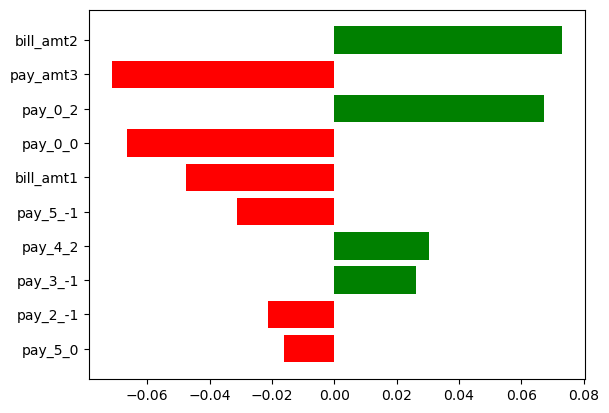 bill_amt2
pay_amt3
pay_0_2
pay_0_0
bill_amt1
pay_5_-1
pay_4_2
pay_3_-1
pay_2_-1
pay_5_0
−0.06 −0.04 −0.02 0.00 0.02 0.04 0.06 0.08